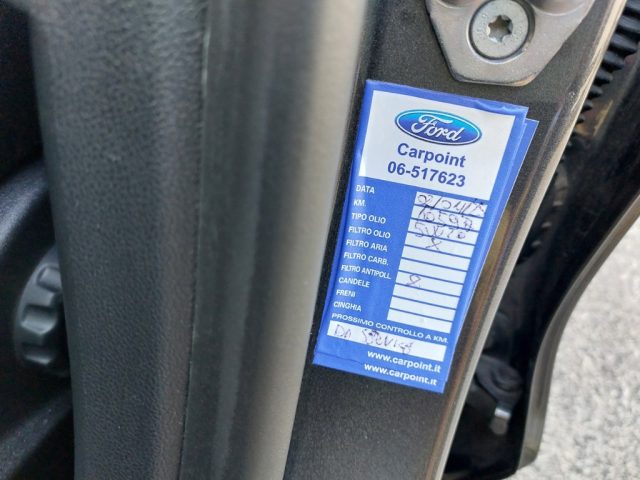 Ford
Carpoint
06-517623
DATA
KM.
TIPO OLIO
FILTRO OLIO
FILTRO ARIA
FILTRO CARB.
FILTRO ANTIPOLL.
CANDELE
FRENI
CINGHIA
PROSSIMO CONTROLLO A KM.
DA
www.carpoint.it
www.carpoint.it